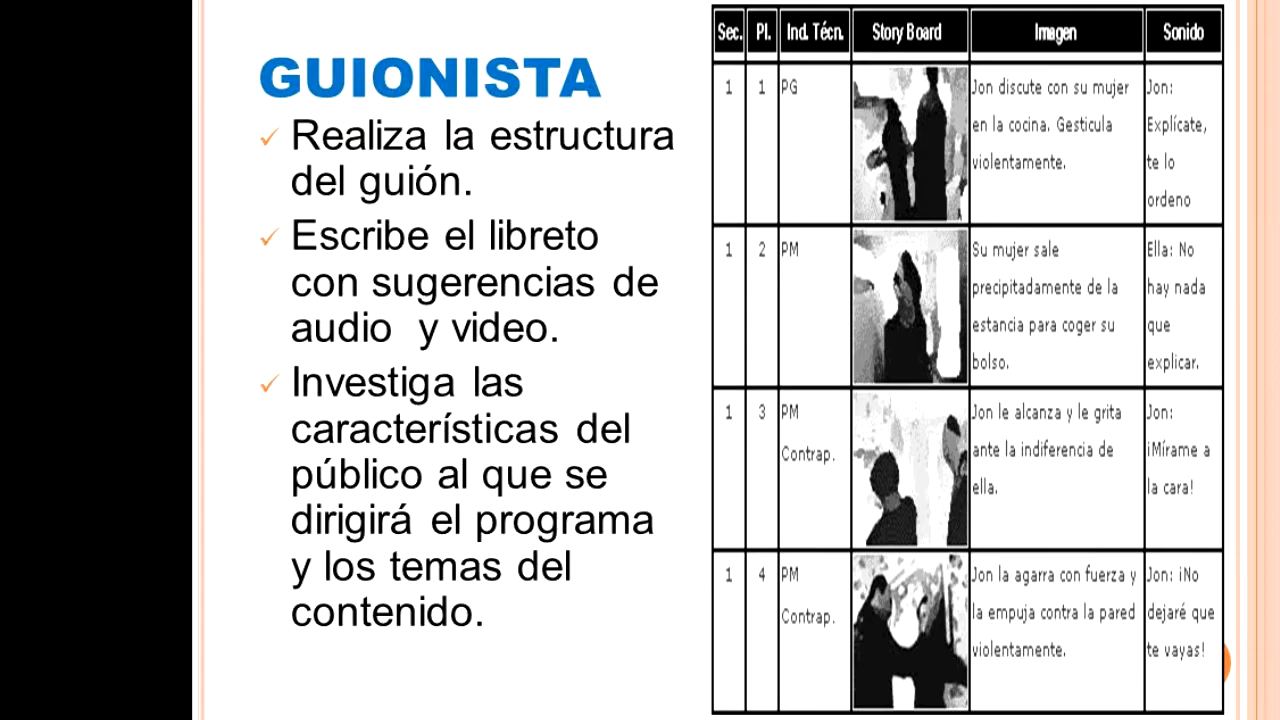 GUIONISTA
Realiza la estructura
del guión.
Escribe el libreto
con sugerencias de
audio y video.
Investiga las
características del
público al que se
dirigirá el programa
y los temas del
contenido.
Sec. Pl. Ind. Técn. Story Board Imagen Sonido
1 1 PG Jon discute con su mujer Jon:
en la cocina. Gesticula Explícate,
violentamente. te lo
ordeno
1 2 PM Su mujer sale Ella: No
precipitadamente de la hay nada
estancia para coger su que
bolso. explicar.
1 3 PM Jon le alcanza y le grita Jon:
Contrap. ante la indiferencia de ¡Mírame a
ella. la cara!
1 4 PM Jon la agarra con fuerza y Jon: ¡No
Contrap. la empuja contra la pared dejaré que
violentamente. te vayas!